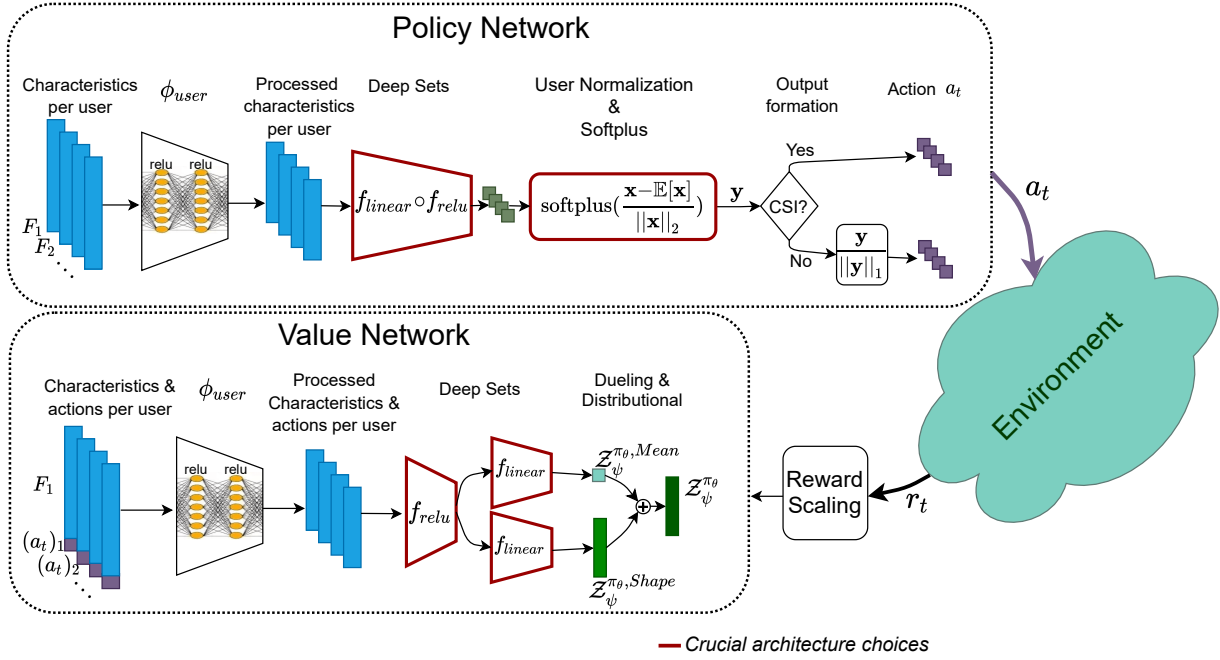 Policy Network
Characteristics
per user
ϕ_user
Processed
characteristics
per user
Deep Sets
User Normalization
&
Softplus
Output
formation
Action a_t
relu relu
F_1
F_2
...
f_linear ∘ f_relu
softplus((x−𝔼[x])/||x||_2)
y
CSI?
Yes
No
y/||y||_1
a_t
Environment
r_t
Reward
Scaling
Value Network
Characteristics &
actions per user
ϕ_user
Processed
Characteristics &
actions per user
Deep Sets
Dueling &
Distributional
relu relu
F_1
(a_t)_1
(a_t)_2
...
f_relu
f_linear
f_linear
Z_ψ^{π_θ,Mean}
+
Z_ψ^{π_θ}
Z_ψ^{π_θ,Shape}
Crucial architecture choices